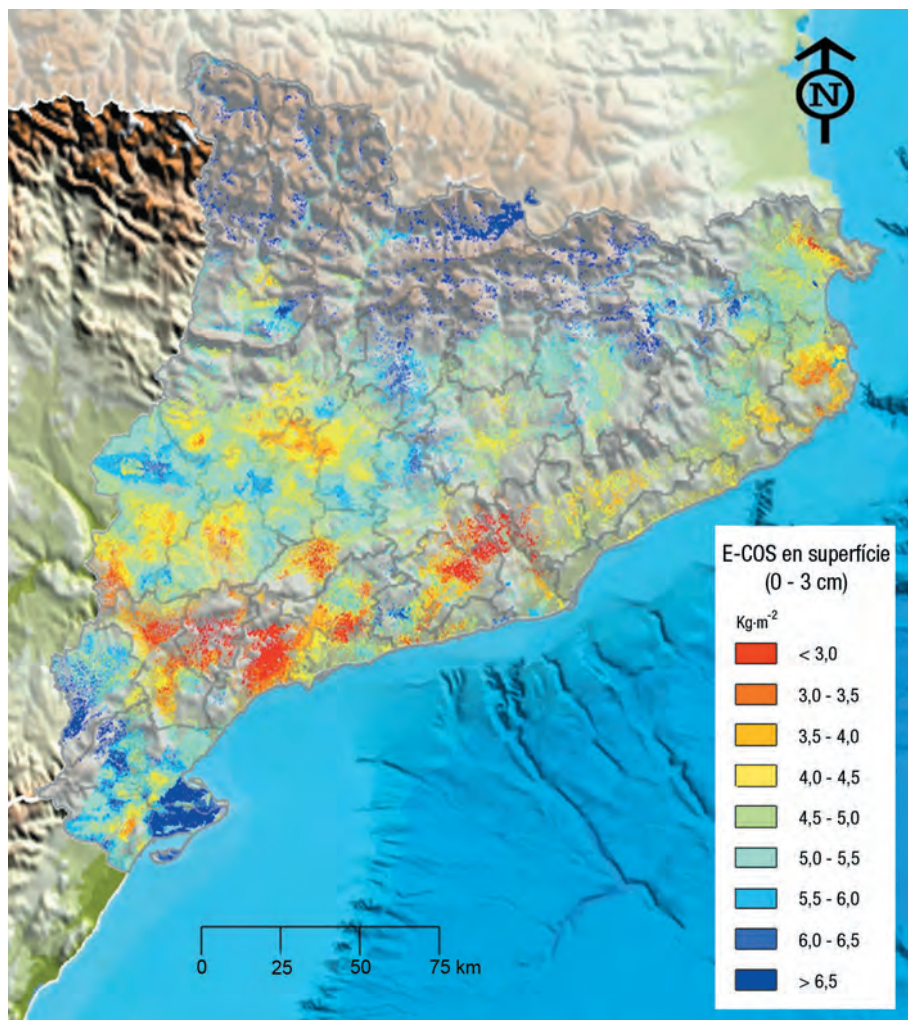 N
E-COS en superfície
(0 - 3 cm)
Kg·m⁻²
< 3,0
3,0 - 3,5
3,5 - 4,0
4,0 - 4,5
4,5 - 5,0
5,0 - 5,5
5,5 - 6,0
6,0 - 6,5
> 6,5
0 25 50 75 km